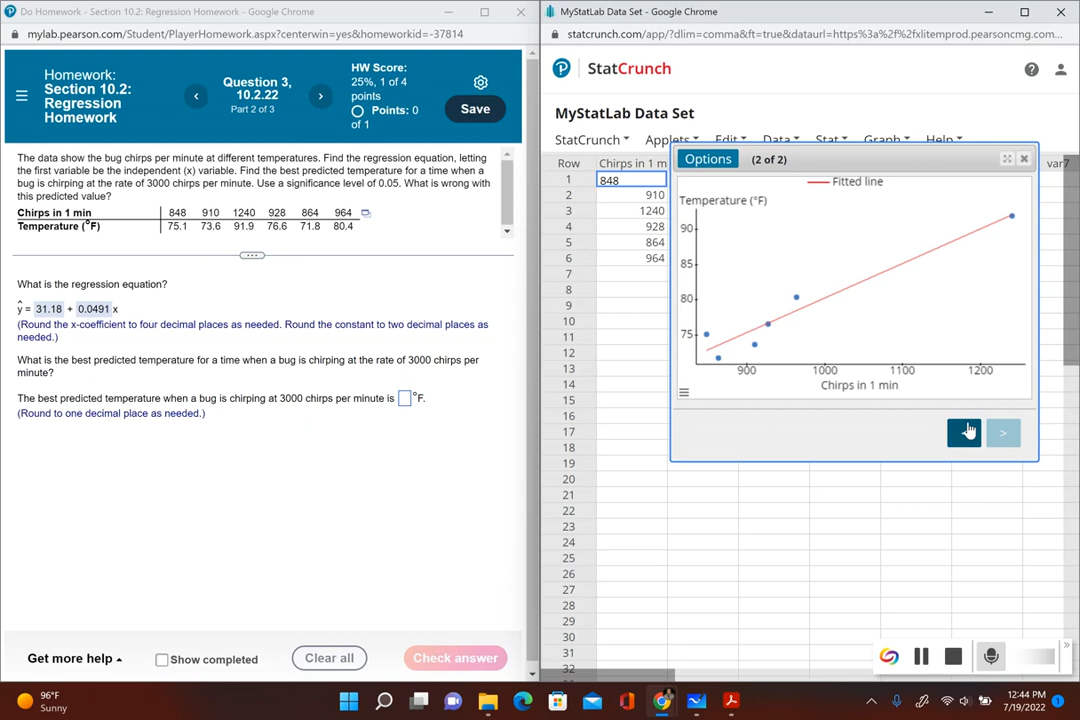 Do Homework - Section 10.2: Regression Homework - Google Chrome
mylab.pearson.com/Student/PlayerHomework.aspx?centerwin=yes&homeworkid=-37814
Homework:
Section 10.2:
Regression
Homework
Question 3,
10.2.22
Part 2 of 3
HW Score:
25%, 1 of 4
points
Points: 0
of 1
Save
The data show the bug chirps per minute at different temperatures. Find the regression equation, letting
the first variable be the independent (x) variable. Find the best predicted temperature for a time when a
bug is chirping at the rate of 3000 chirps per minute. Use a significance level of 0.05. What is wrong with
this predicted value?
Chirps in 1 min 848 910 1240 928 864 964
Temperature (°F) 75.1 73.6 91.9 76.6 71.8 80.4
What is the regression equation?
ŷ = 31.18 + 0.0491 x
(Round the x-coefficient to four decimal places as needed. Round the constant to two decimal places as
needed.)
What is the best predicted temperature for a time when a bug is chirping at the rate of 3000 chirps per
minute?
The best predicted temperature when a bug is chirping at 3000 chirps per minute is °F.
(Round to one decimal place as needed.)
Get more help
Show completed
Clear all
Check answer
MyStatLab Data Set - Google Chrome
statcrunch.com/app/?dlim=comma&ft=true&dataurl=https%3a%2f%2fxlitemprod.pearsoncmg.com...
StatCrunch
MyStatLab Data Set
StatCrunch Applets Edit Data Stat Graph Help
Row Chirps in 1 m var7
1 848
2 910
3 1240
4 928
5 864
6 964
7
8
9
10
11
12
13
14
15
16
17
18
19
20
21
22
23
24
25
26
27
28
29
30
31
32
Options (2 of 2)
Fitted line
Temperature (°F)
90
85
80
75
900 1000 1100 1200
Chirps in 1 min
>
96°F
Sunny
12:44 PM
7/19/2022
1